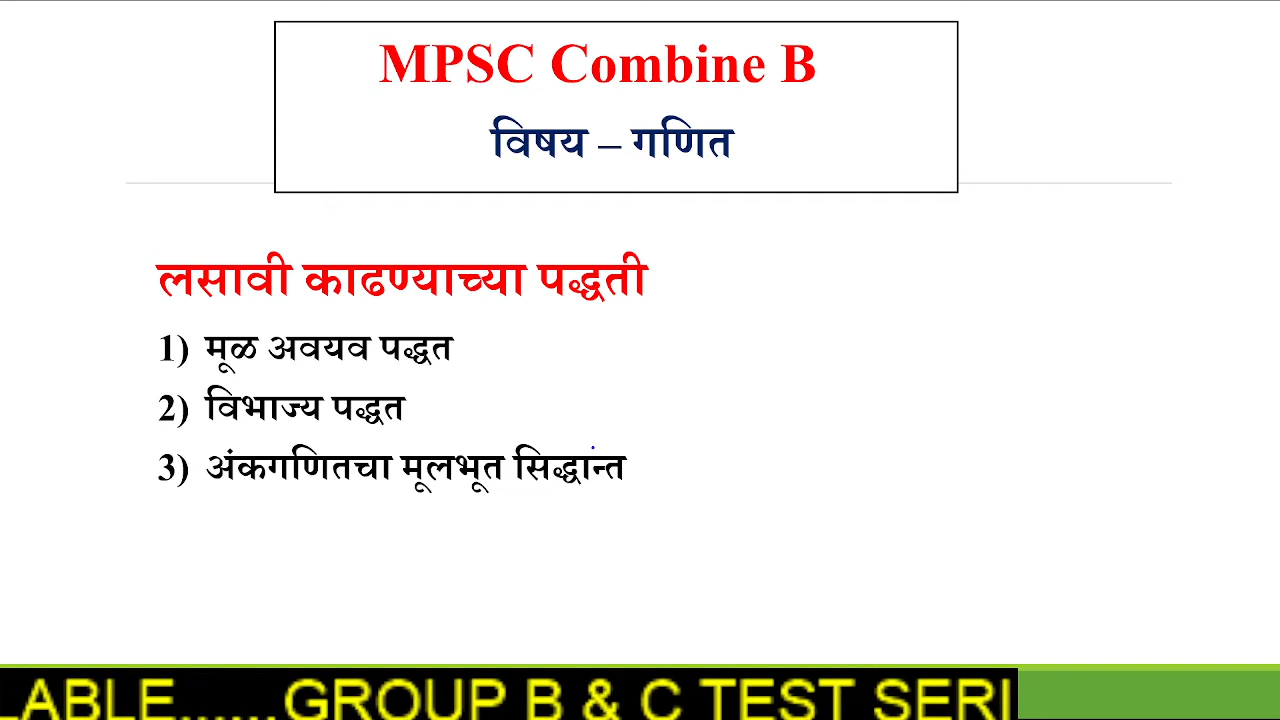 MPSC Combine B
विषय – गणित
लसावी काढण्याच्या पद्धती
1) मूळ अवयव पद्धत
2) विभाज्य पद्धत
3) अंकगणितचा मूलभूत सिद्धान्त
LABLE......GROUP B & C TEST SERI